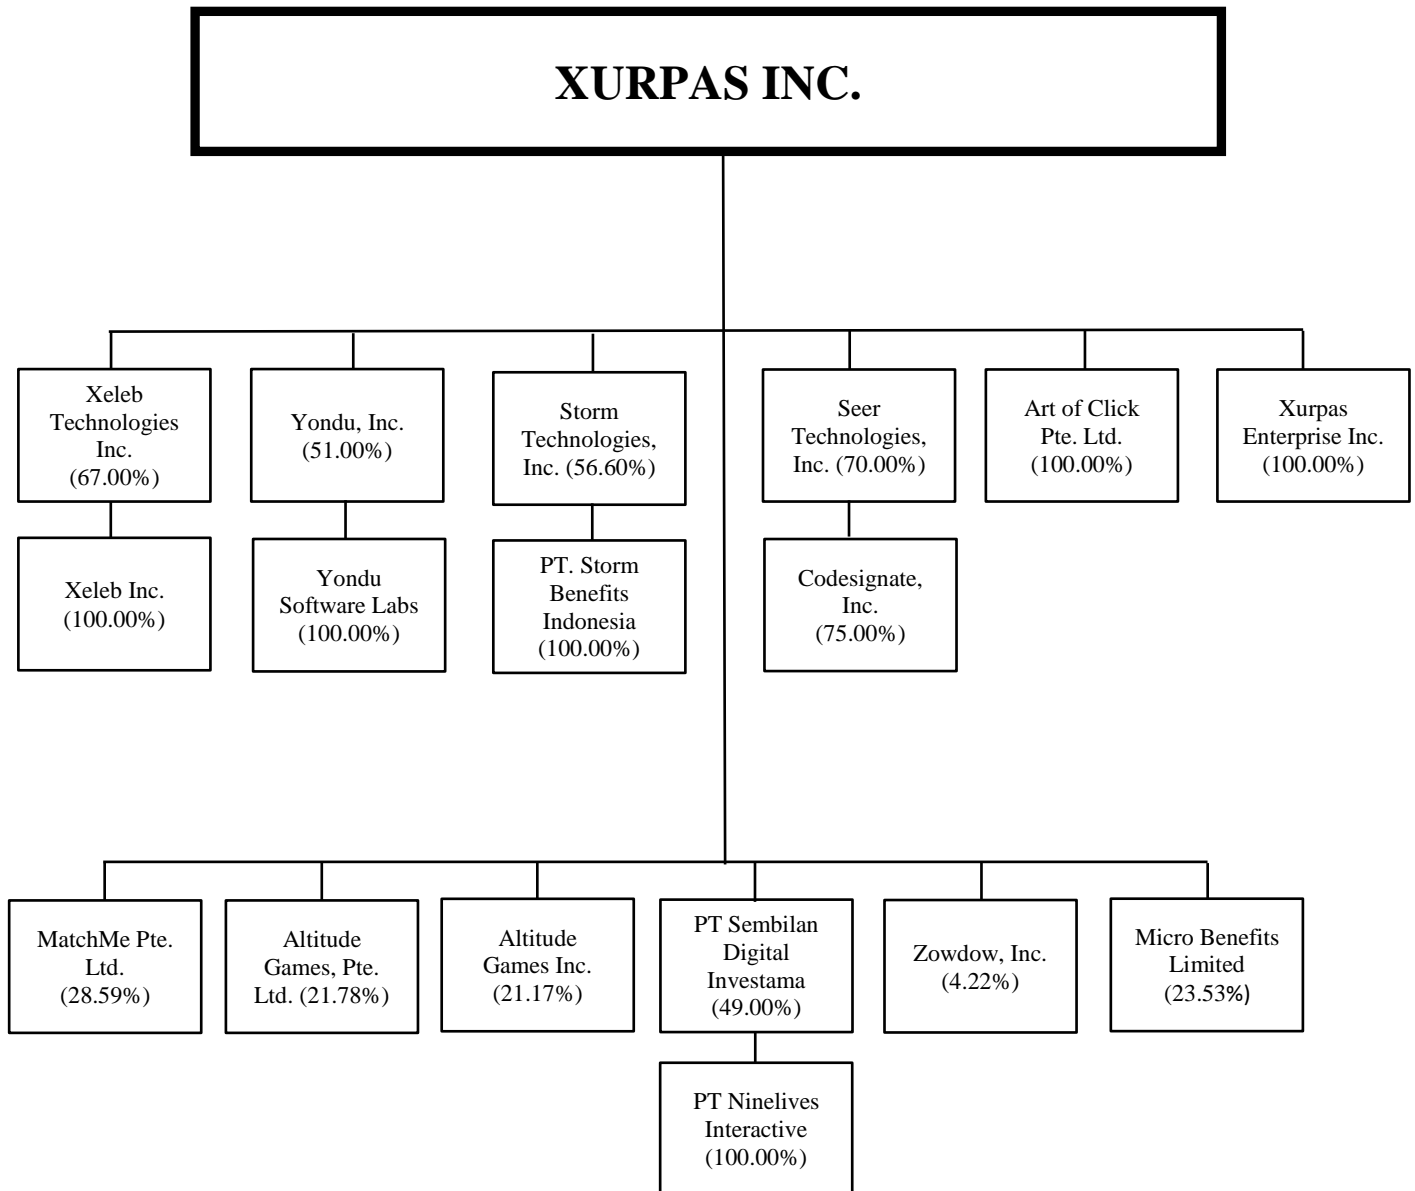 XURPAS INC.
Xeleb
Technologies
Inc.
(67.00%)
Yondu, Inc.
(51.00%)
Storm
Technologies,
Inc. (56.60%)
Seer
Technologies,
Inc. (70.00%)
Art of Click
Pte. Ltd.
(100.00%)
Xurpas
Enterprise Inc.
(100.00%)
Xeleb Inc.
(100.00%)
Yondu
Software Labs
(100.00%)
PT. Storm
Benefits
Indonesia
(100.00%)
Codesignate,
Inc.
(75.00%)
MatchMe Pte.
Ltd.
(28.59%)
Altitude
Games, Pte.
Ltd. (21.78%)
Altitude
Games Inc.
(21.17%)
PT Sembilan
Digital
Investama
(49.00%)
Zowdow, Inc.
(4.22%)
Micro Benefits
Limited
(23.53%)
PT Ninelives
Interactive
(100.00%)